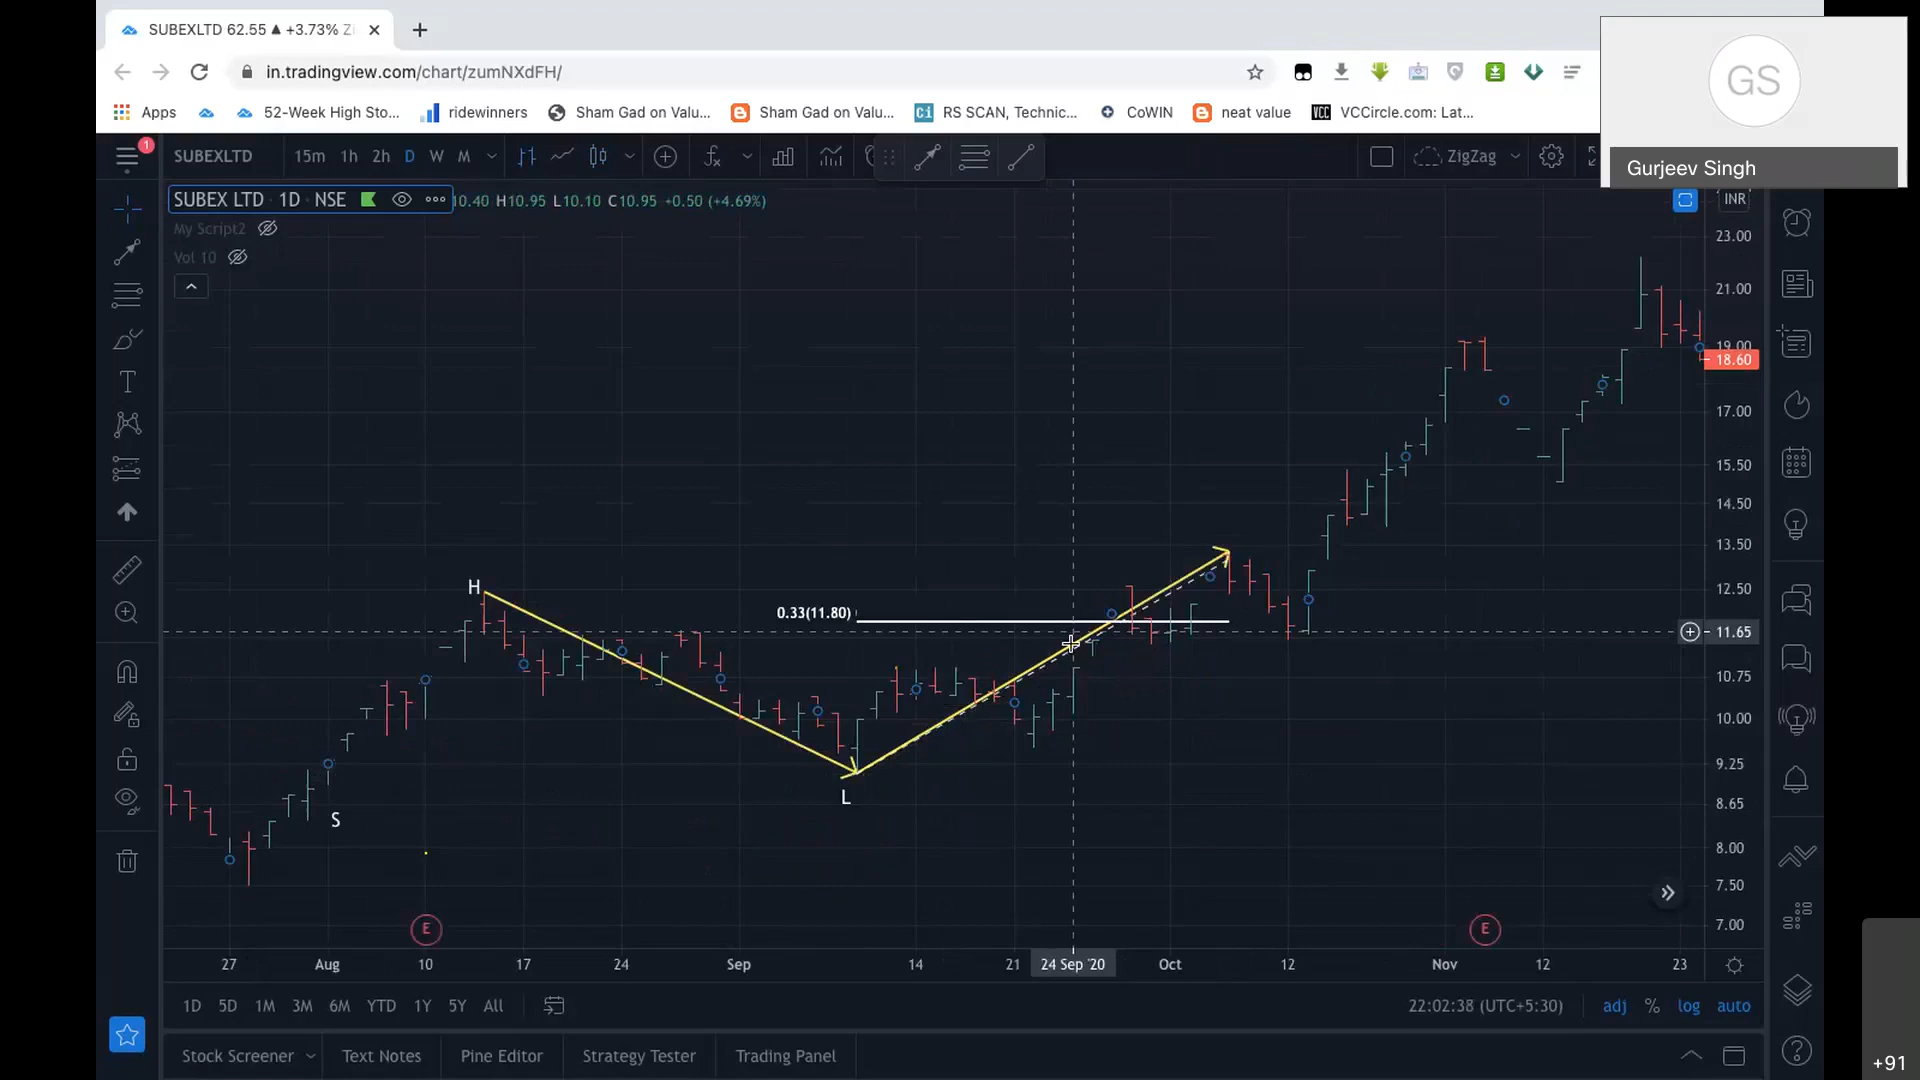 SUBEXLTD 62.55 ▲ +3.73% Zi
in.tradingview.com/chart/zumNXdFH/
Apps 52-Week High Sto... ridewinners Sham Gad on Valu... Sham Gad on Valu... RS SCAN, Technic... CoWIN neat value VCCircle.com: Lat...
GS
Gurjeev Singh
1
SUBEXLTD 15m 1h 2h D W M ZigZag
SUBEX LTD 1D NSE 10.40 H10.95 L10.10 C10.95 +0.50 (+4.69%)
INR
My Script2
Vol 10
23.00
21.00
19.00
18.60
17.00
15.50
14.50
13.50
12.50
11.65
10.75
10.00
9.25
8.65
8.00
7.50
7.00
H
0.33(11.80)
L
S
E E
27 Aug 10 17 24 Sep 14 21 24 Sep '20 Oct 12 Nov 12 23
1D 5D 1M 3M 6M YTD 1Y 5Y All 22:02:38 (UTC+5:30) adj % log auto
Stock Screener Text Notes Pine Editor Strategy Tester Trading Panel
+91